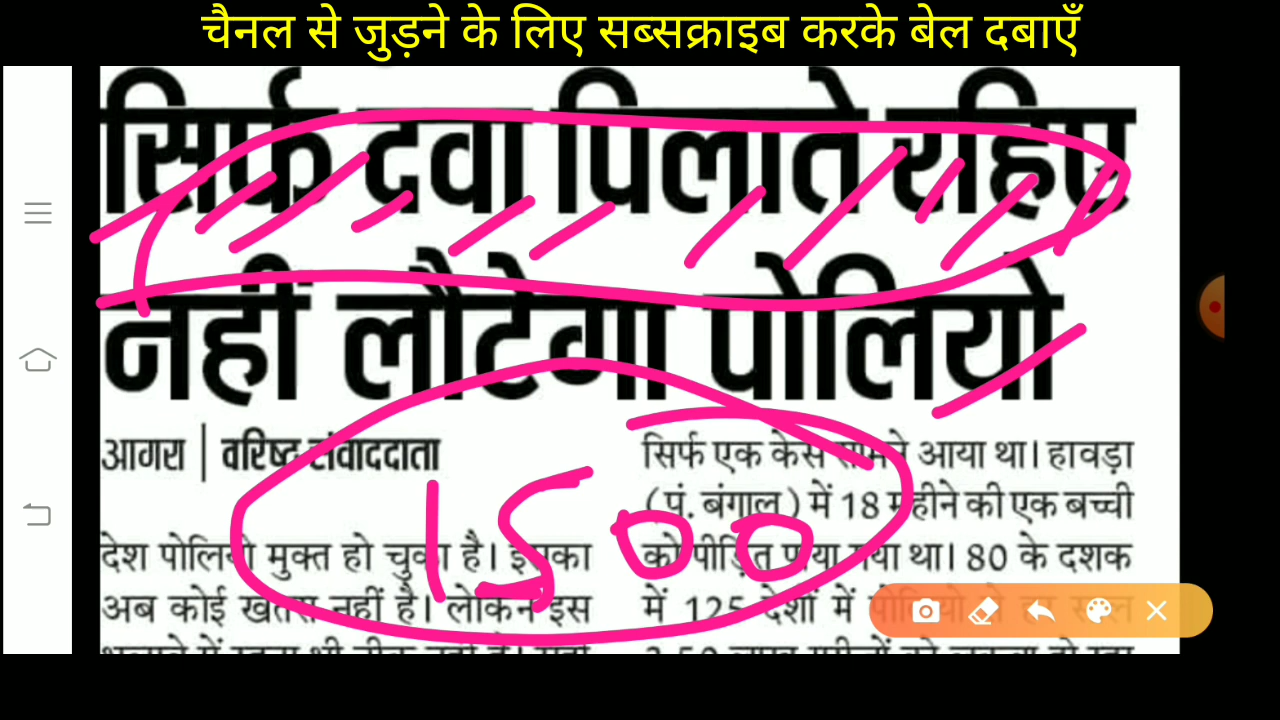 चैनल से जुड़ने के लिए सब्सक्राइब करके बेल दबाएँ
सिर्फ दवा पिलाते रहिए
नहीं लौटेगा पोलियो
आगरा | वरिष्ठ संवाददाता
देश पोलियो मुक्त हो चुका है। इसका
अब कोई खतरा नहीं है। लेकिन इस
सिर्फ एक केस सामने आया था। हावड़ा
(पं. बंगाल) में 18 महीने की एक बच्ची
को पीड़ित पाया गया था। 80 के दशक
में 125 देशों में पोलियो से हर साल
1500